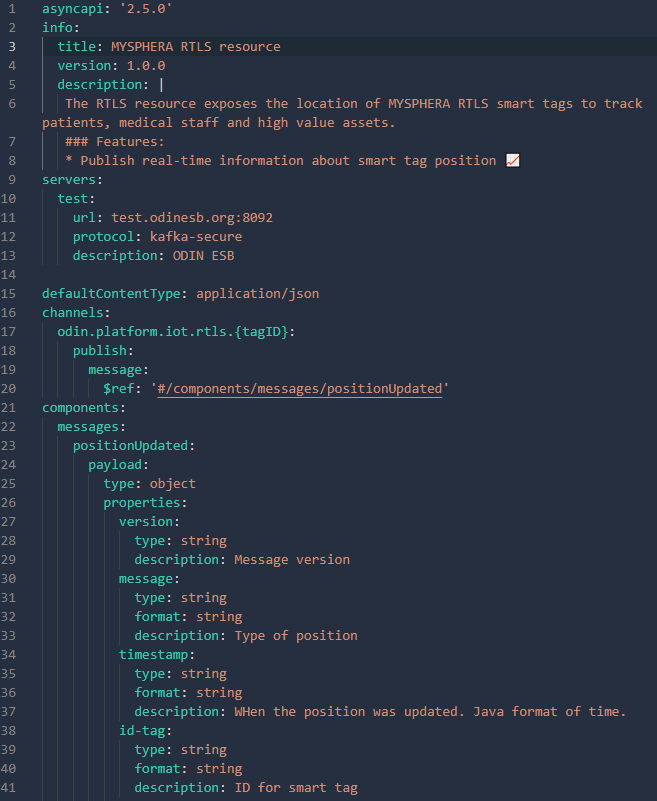 1 asyncapi: '2.5.0'
2 info:
3   title: MYSPHERA RTLS resource
4   version: 1.0.0
5   description: |
6    The RTLS resource exposes the location of MYSPHERA RTLS smart tags to track
patients, medical staff and high value assets.
7    ### Features:
8    * Publish real-time information about smart tag position 📈
9 servers:
10   test:
11     url: test.odinesb.org:8092
12     protocol: kafka-secure
13     description: ODIN ESB
14
15 defaultContentType: application/json
16 channels:
17   odin.platform.iot.rtls.{tagID}:
18     publish:
19       message:
20         $ref: '#/components/messages/positionUpdated'
21 components:
22   messages:
23     positionUpdated:
24       payload:
25         type: object
26         properties:
27           version:
28             type: string
29             description: Message version
30           message:
31             type: string
32             format: string
33             description: Type of position
34           timestamp:
35             type: string
36             format: string
37             description: WHen the position was updated. Java format of time.
38           id-tag:
39             type: string
40             format: string
41             description: ID for smart tag